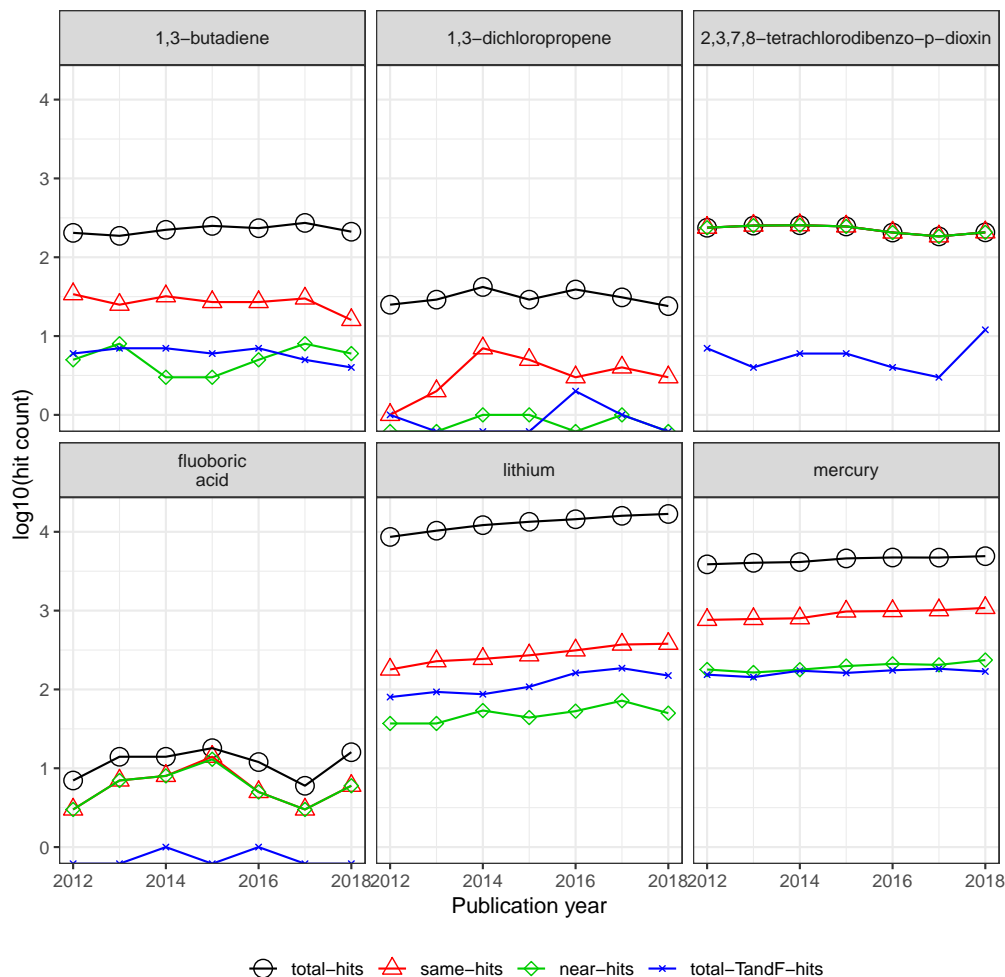 1,3−butadiene
1,3−dichloropropene
2,3,7,8−tetrachlorodibenzo−p−dioxin
4
3
2
1
0
fluoboric
acid
lithium
mercury
4
3
2
1
0
log10(hit count)
2012 2014 2016 2018
2012 2014 2016 2018
2012 2014 2016 2018
Publication year
total−hits same−hits near−hits total−TandF−hits